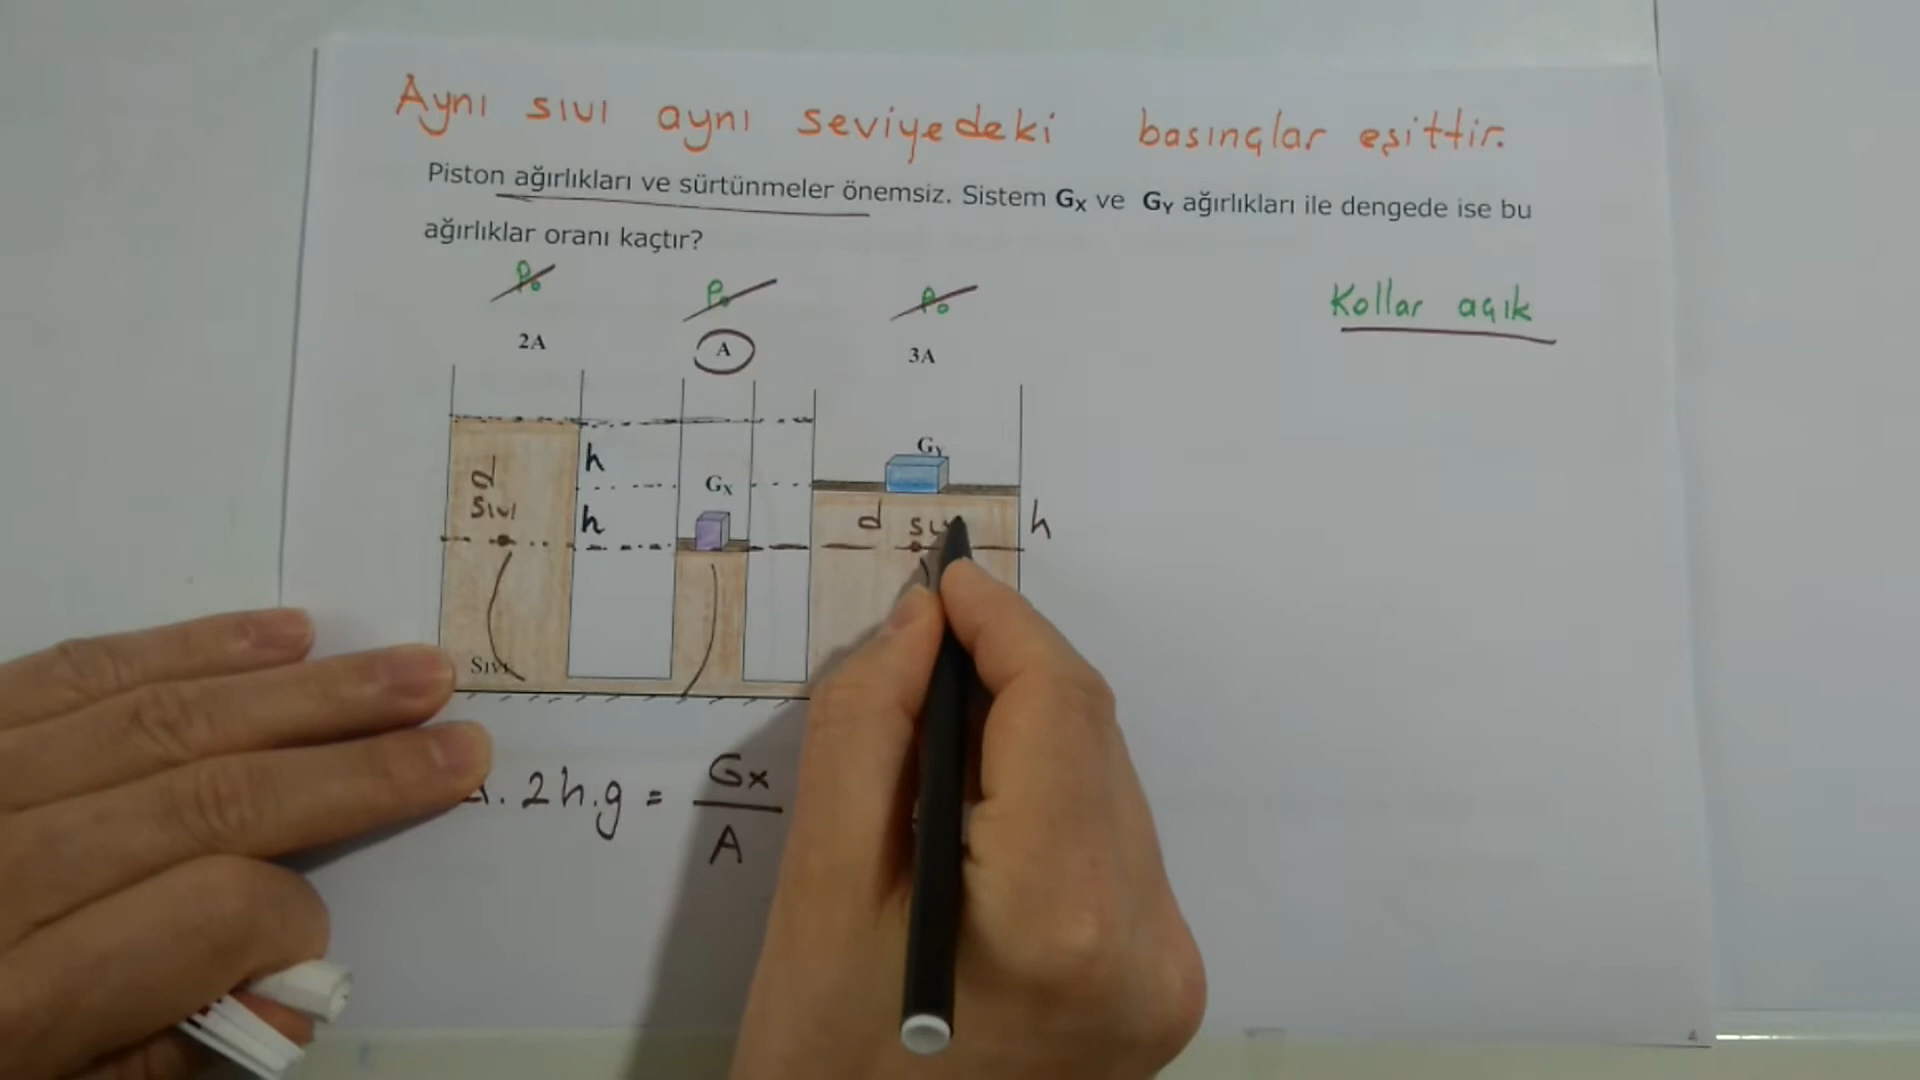 Aynı sıvı aynı seviyedeki basınçlar eşittir.
Piston ağırlıkları ve sürtünmeler önemsiz. Sistem Gx ve GY ağırlıkları ile dengede ise bu
ağırlıklar oranı kaçtır?
P₀ P₀ P₀
Kollar açık
2A A 3A
h
GY
d
Gx
sıvı
h
d
h
Sıvı
. 2h.g = Gx
A
4